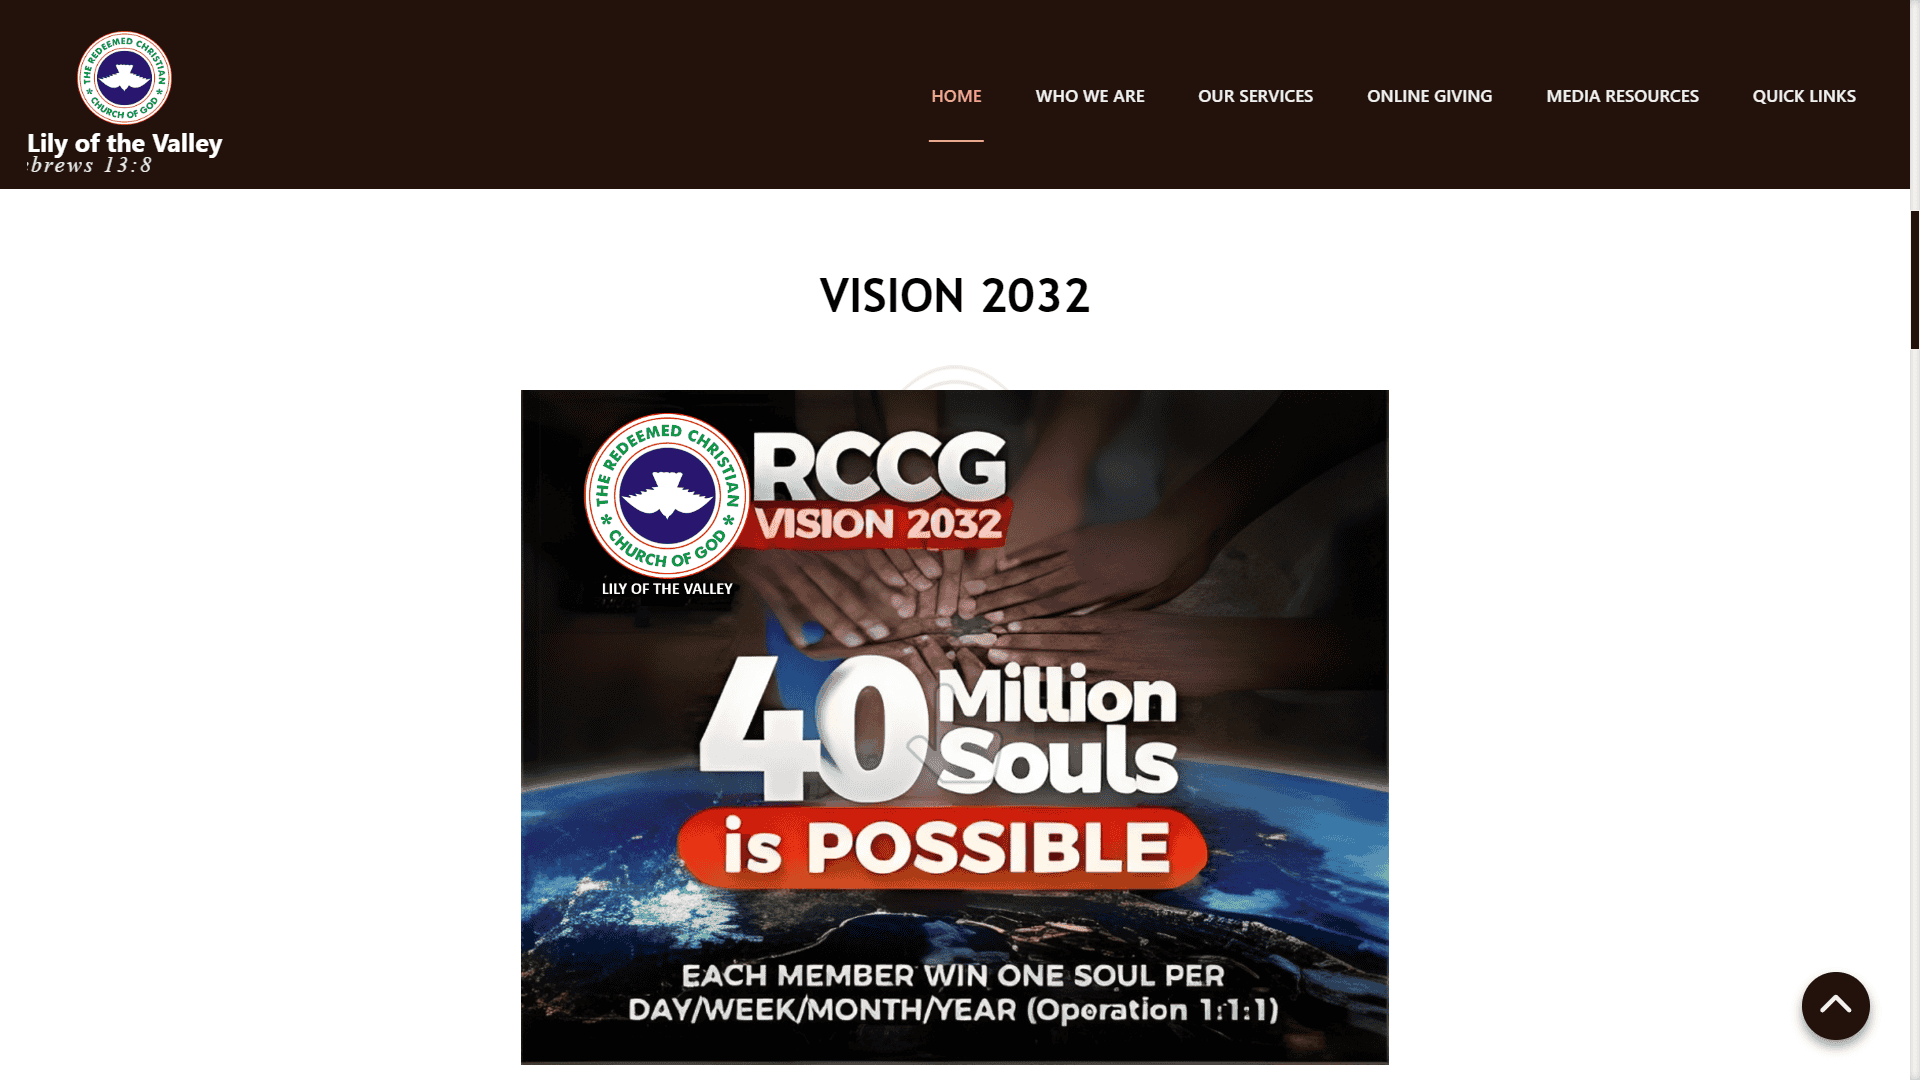 THE REDEEMED CHRISTIAN
CHURCH OF GOD
Lily of the Valley
brews 13:8
HOME
WHO WE ARE
OUR SERVICES
ONLINE GIVING
MEDIA RESOURCES
QUICK LINKS
VISION 2032
THE REDEEMED CHRISTIAN
CHURCH OF GOD
LILY OF THE VALLEY
RCCG
VISION 2032
40 Million
Souls
is POSSIBLE
EACH MEMBER WIN ONE SOUL PER
DAY/WEEK/MONTH/YEAR (Operation 1:1:1)